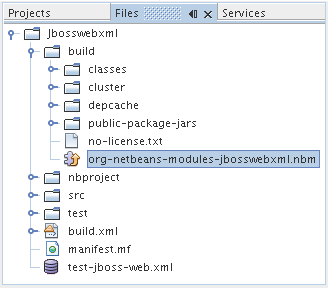 Projects Files Services
Jbosswebxml
build
classes
cluster
depcache
public-package-jars
no-license.txt
org-netbeans-modules-jbosswebxml.nbm
nbproject
src
test
build.xml
manifest.mf
test-jboss-web.xml